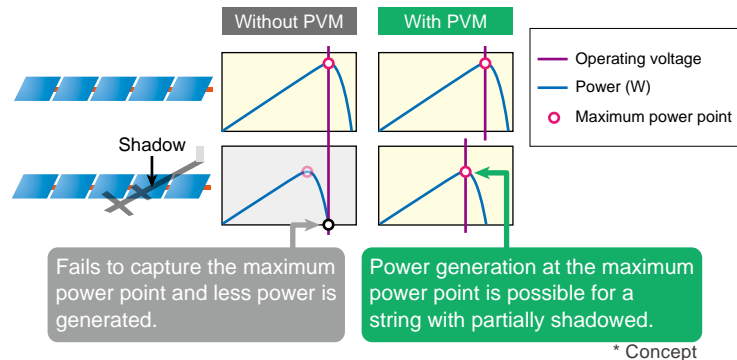 Without PVM
With PVM
Operating voltage
Power (W)
Maximum power point
Shadow
Fails to capture the maximum
power point and less power is
generated.
Power generation at the maximum
power point is possible for a
string with partially shadowed.
* Concept